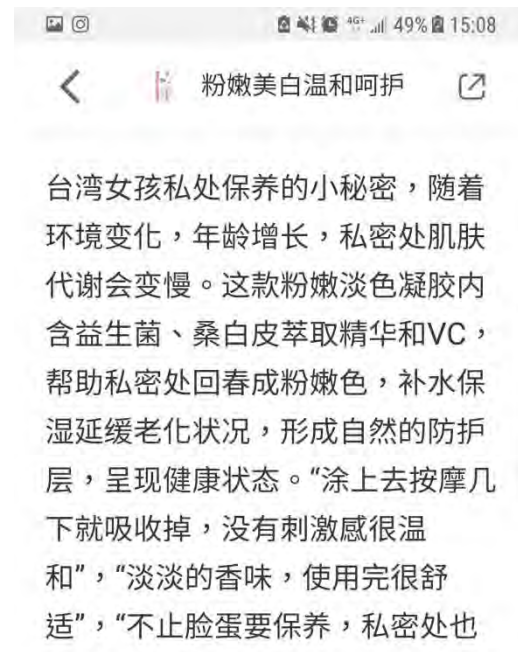 4G+ 49% 15:08
粉嫩美白温和呵护
台湾女孩私处保养的小秘密，随着
环境变化，年龄增长，私密处肌肤
代谢会变慢。这款粉嫩淡色凝胶内
含益生菌、桑白皮萃取精华和VC，
帮助私密处回春成粉嫩色，补水保
湿延缓老化状况，形成自然的防护
层，呈现健康状态。“涂上去按摩几
下就吸收掉，没有刺激感很温
和”，“淡淡的香味，使用完很舒
适”，“不止脸蛋要保养，私密处也